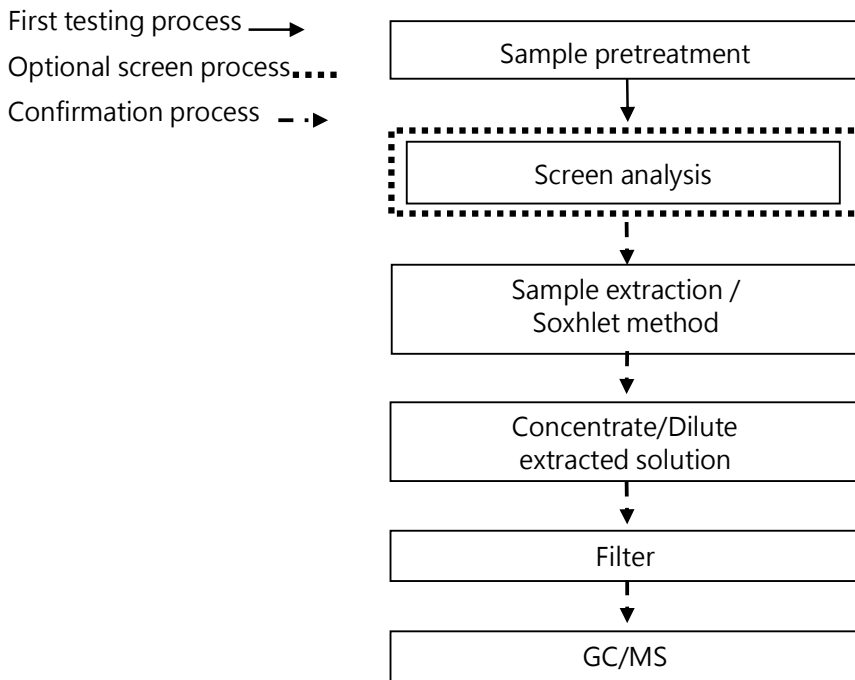 First testing process
Optional screen process
Confirmation process
Sample pretreatment
Screen analysis
Sample extraction /
Soxhlet method
Concentrate/Dilute
extracted solution
Filter
GC/MS